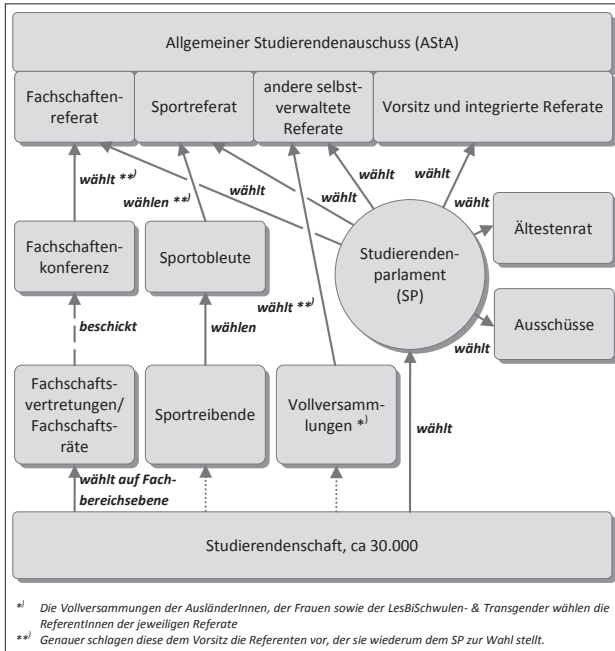 Allgemeiner Studierendenauschuss (AStA)
Fachschaften-
referat
Sportreferat
andere selbst-
verwaltete
Referate
Vorsitz und integrierte Referate
wählt **)
wählen **)
wählt
wählt
wählt
wählt
wählt
Fachschaften-
konferenz
Sportobleute
Studierenden-
parlament
(SP)
Ältestenrat
wählt **)
beschickt
wählen
Ausschüsse
wählt
Fachschafts-
vertretungen/
Fachschafts-
räte
Sportreibende
Vollversamm-
lungen *)
wählt
wählt auf Fach-
bereichsebene
Studierendenschaft, ca 30.000
*) Die Vollversammungen der AusländerInnen, der Frauen sowie der LesBiSchwulen- & Transgender wählen die
ReferentInnen der jeweiligen Referate
**) Genauer schlagen diese dem Vorsitz die Referenten vor, der sie wiederum dem SP zur Wahl stellt.